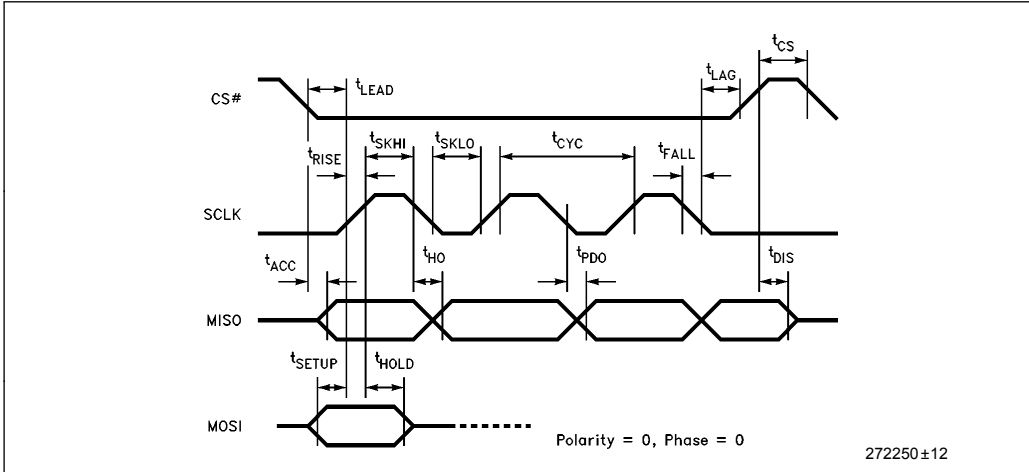 tCS
tLAG
CS#
tLEAD
tSKHI
tSKLO
tCYC
tFALL
tRISE
SCLK
tACC
tHO
tPDO
tDIS
MISO
tSETUP
tHOLD
MOSI
Polarity = 0, Phase = 0
272250±12